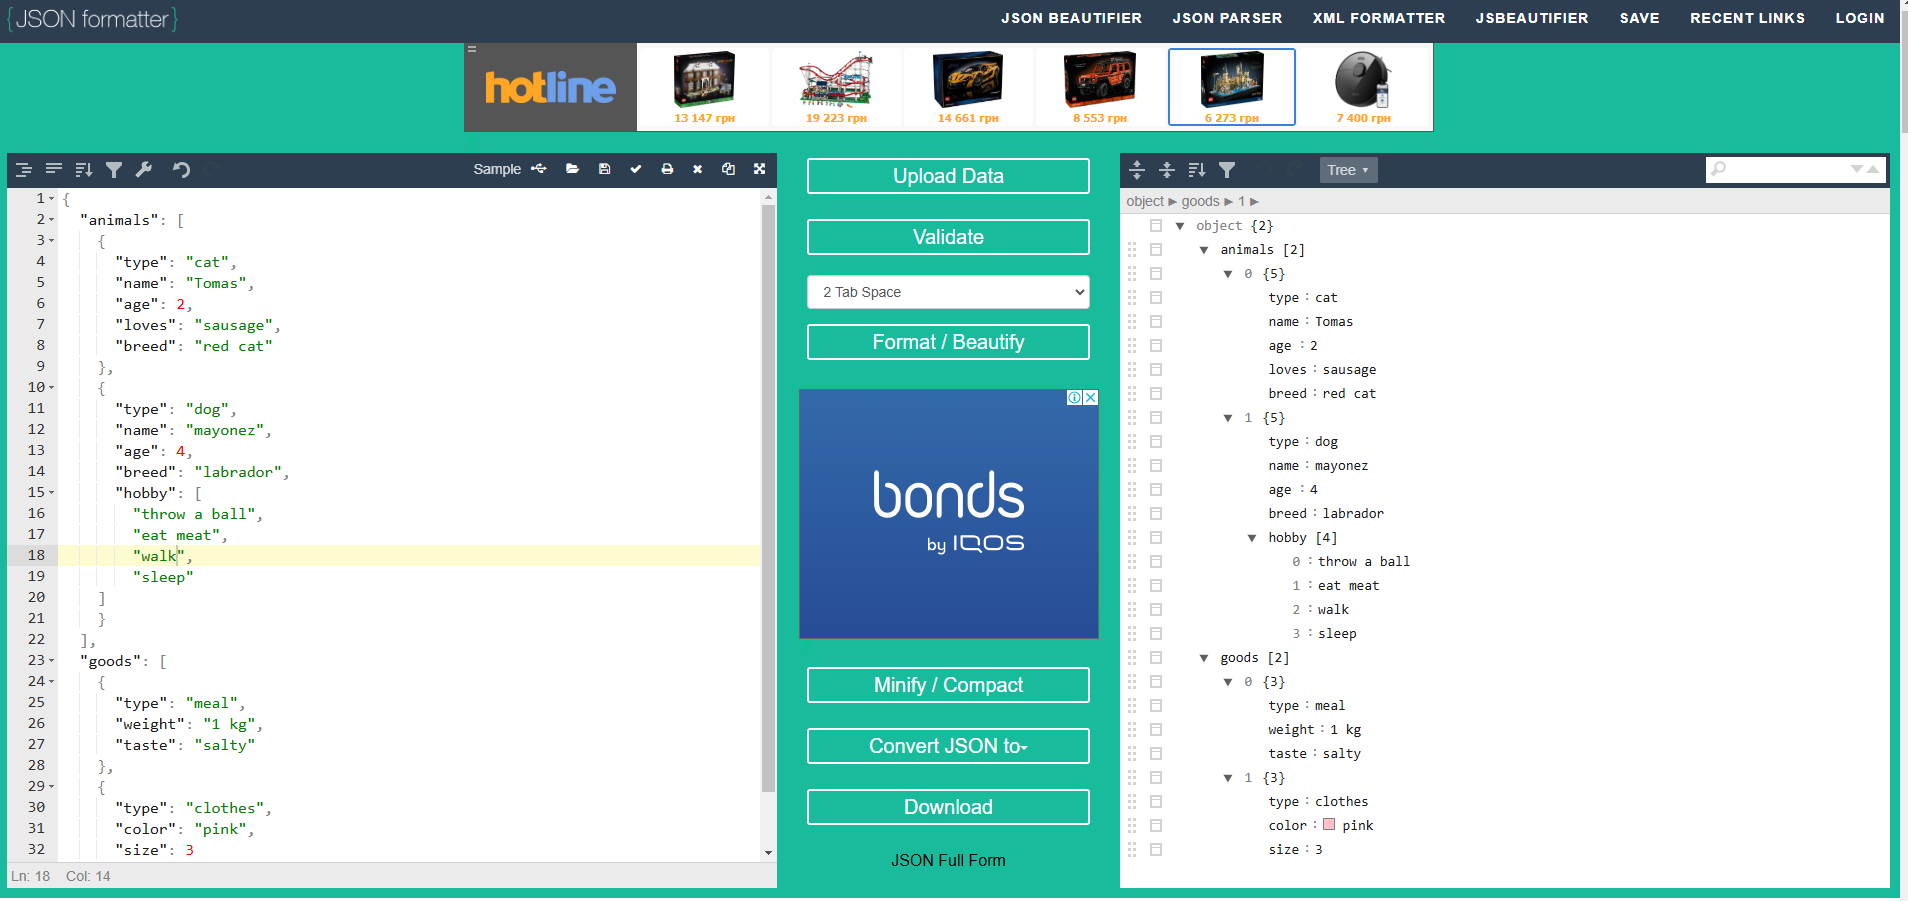 {JSON formatter}
JSON BEAUTIFIER JSON PARSER XML FORMATTER JSBEAUTIFIER SAVE RECENT LINKS LOGIN
hotline
13 147 грн 19 223 грн 14 661 грн 8 553 грн 6 273 грн 7 400 грн
Sample
1 {
2 "animals": [
3 {
4 "type": "cat",
5 "name": "Tomas",
6 "age": 2,
7 "loves": "sausage",
8 "breed": "red cat"
9 },
10 {
11 "type": "dog",
12 "name": "mayonez",
13 "age": 4,
14 "breed": "labrador",
15 "hobby": [
16 "throw a ball",
17 "eat meat",
18 "walk",
19 "sleep"
20 ]
21 }
22 ],
23 "goods": [
24 {
25 "type": "meal",
26 "weight": "1 kg",
27 "taste": "salty"
28 },
29 {
30 "type": "clothes",
31 "color": "pink",
32 "size": 3
Ln: 18 Col: 14
Upload Data
Validate
2 Tab Space
Format / Beautify
bonds
by IQOS
Minify / Compact
Convert JSON to
Download
JSON Full Form
Tree
object ► goods ► 1 ►
object {2}
animals [2]
0 {5}
type : cat
name : Tomas
age : 2
loves : sausage
breed : red cat
1 {5}
type : dog
name : mayonez
age : 4
breed : labrador
hobby [4]
0 : throw a ball
1 : eat meat
2 : walk
3 : sleep
goods [2]
0 {3}
type : meal
weight : 1 kg
taste : salty
1 {3}
type : clothes
color : pink
size : 3